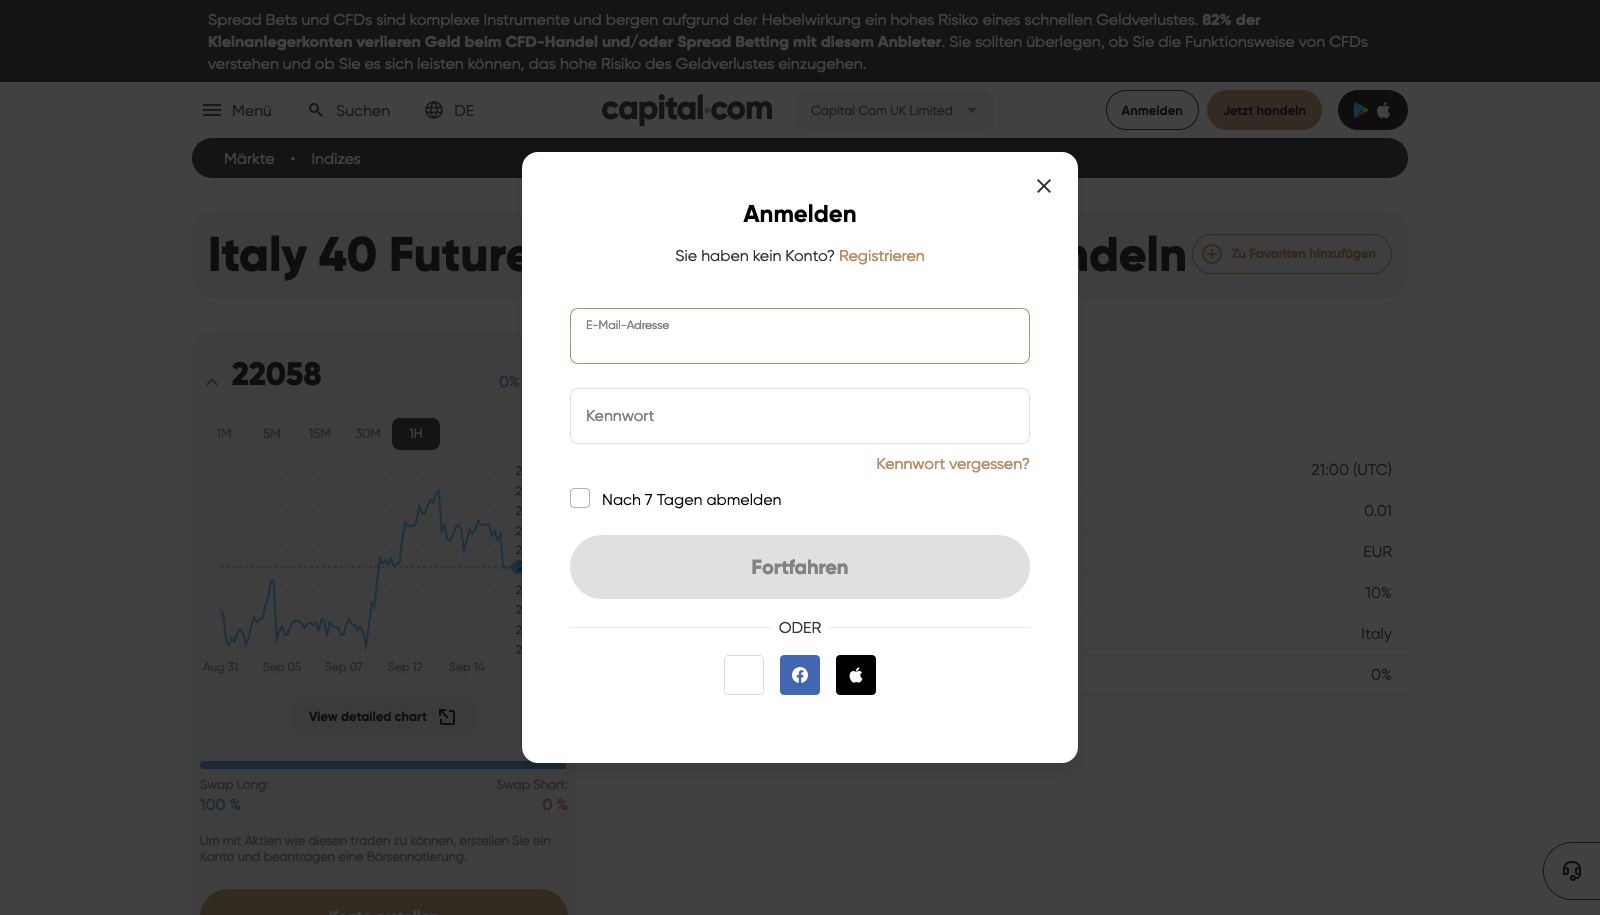 Spread Bets und CFDs sind komplexe Instrumente und bergen aufgrund der Hebelwirkung ein hohes Risiko eines schnellen Geldverlustes. 82% der
Kleinanlegerkonten verlieren Geld beim CFD-Handel und/oder Spread Betting mit diesem Anbieter. Sie sollten überlegen, ob Sie die Funktionsweise von CFDs
verstehen und ob Sie es sich leisten können, das hohe Risiko des Geldverlustes einzugehen.
Menü
Suchen
DE
capital.com
Capital Com UK Limited
Anmelden
Jetzt handeln
Märkte • Indizes
Italy 40 Future
ndeln
Zu Favoriten hinzufügen
Anmelden
Sie haben kein Konto? Registrieren
E-Mail-Adresse
Kennwort
Kennwort vergessen?
Nach 7 Tagen abmelden
Fortfahren
ODER
22058
0%
1M 5M 15M 30M 1H
Aug 31 Sep 05 Sep 07 Sep 12 Sep 14
View detailed chart
Swap Long: Swap Short:
100 % 0 %
Um mit Aktien wie diesen traden zu können, erstellen Sie ein
Konto und beantragen eine Börsennotierung.
21:00 (UTC)
0.01
EUR
10%
Italy
0%